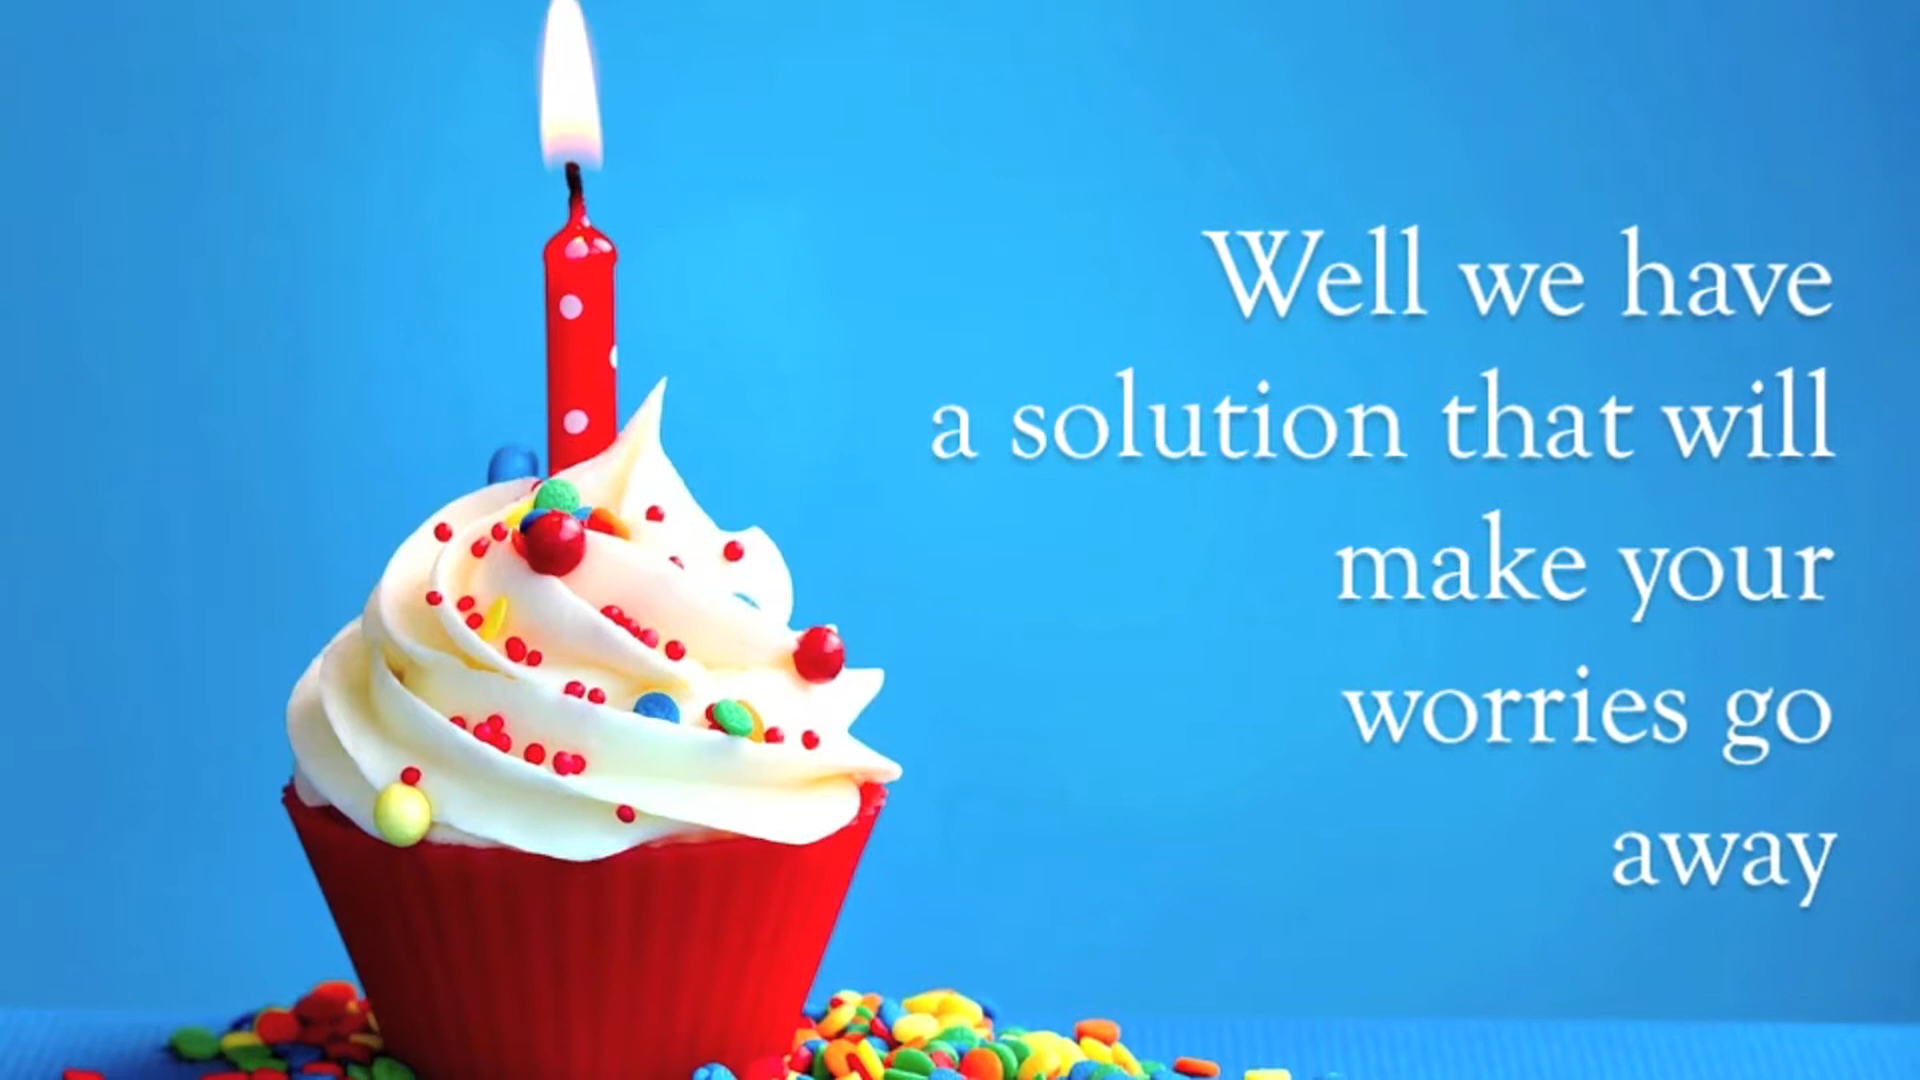 Well we have
a solution that will
make your
worries go
away